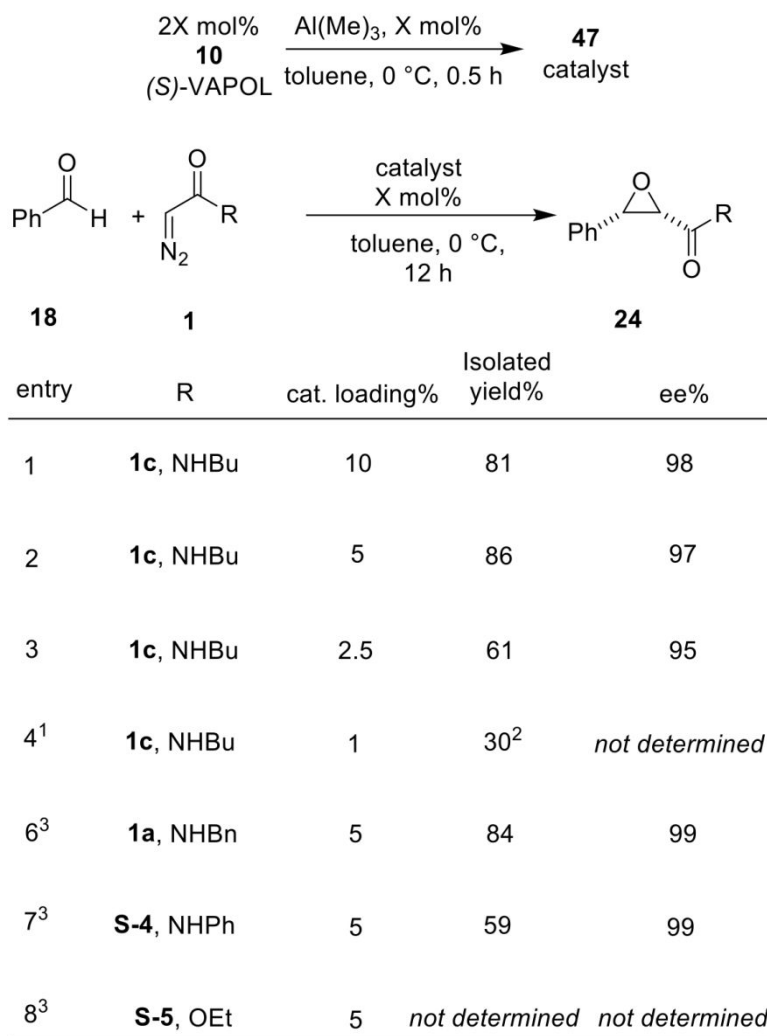 2X mol%
10
(S)-VAPOL
Al(Me)₃, X mol%
toluene, 0 °C, 0.5 h
47
catalyst
O
Ph
H
+
O
R
N₂
catalyst
X mol%
toluene, 0 °C,
12 h
O
Ph
R
O
18
1
24
entry R cat. loading% Isolated yield% ee%
1 1c, NHBu 10 81 98
2 1c, NHBu 5 86 97
3 1c, NHBu 2.5 61 95
4¹ 1c, NHBu 1 30² not determined
6³ 1a, NHBn 5 84 99
7³ S-4, NHPh 5 59 99
8³ S-5, OEt 5 not determined not determined